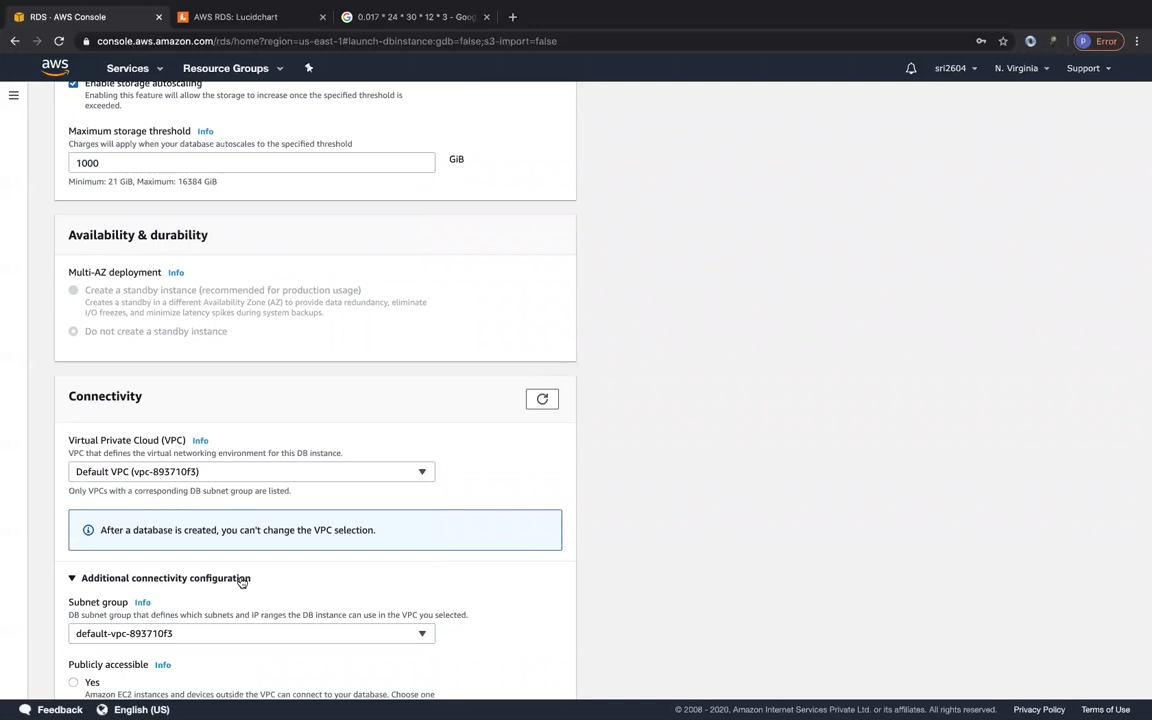 RDS · AWS Console
AWS RDS: Lucidchart
0.017 * 24 * 30 * 12 * 3 - Goog
console.aws.amazon.com/rds/home?region=us-east-1#launch-dbinstance:gdb=false;s3-import=false
P Error
aws
Services
Resource Groups
sri2604
N. Virginia
Support
Enable storage autoscaling
Enabling this feature will allow the storage to increase once the specified threshold is
exceeded.
Maximum storage threshold Info
Charges will apply when your database autoscales to the specified threshold
1000
GiB
Minimum: 21 GiB, Maximum: 16384 GiB
Availability & durability
Multi-AZ deployment Info
Create a standby instance (recommended for production usage)
Creates a standby in a different Availability Zone (AZ) to provide data redundancy, eliminate
I/O freezes, and minimize latency spikes during system backups.
Do not create a standby instance
Connectivity
Virtual Private Cloud (VPC) Info
VPC that defines the virtual networking environment for this DB instance.
Default VPC (vpc-893710f3)
Only VPCs with a corresponding DB subnet group are listed.
After a database is created, you can't change the VPC selection.
Additional connectivity configuration
Subnet group Info
DB subnet group that defines which subnets and IP ranges the DB instance can use in the VPC you selected.
default-vpc-893710f3
Publicly accessible Info
Yes
Amazon EC2 instances and devices outside the VPC can connect to your database. Choose one
Feedback
English (US)
© 2008 - 2020, Amazon Internet Services Private Ltd. or its affiliates. All rights reserved.
Privacy Policy
Terms of Use